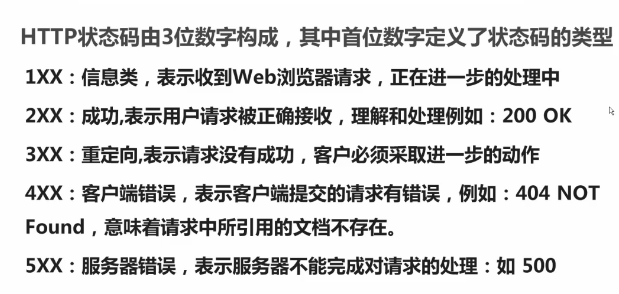 HTTP状态码由3位数字构成，其中首位数字定义了状态码的类型
1XX：信息类，表示收到Web浏览器请求，正在进一步的处理中
2XX：成功,表示用户请求被正确接收，理解和处理例如：200 OK
3XX：重定向,表示请求没有成功，客户必须采取进一步的动作
4XX：客户端错误，表示客户端提交的请求有错误，例如：404 NOT
Found，意味着请求中所引用的文档不存在。
5XX：服务器错误，表示服务器不能完成对请求的处理：如 500